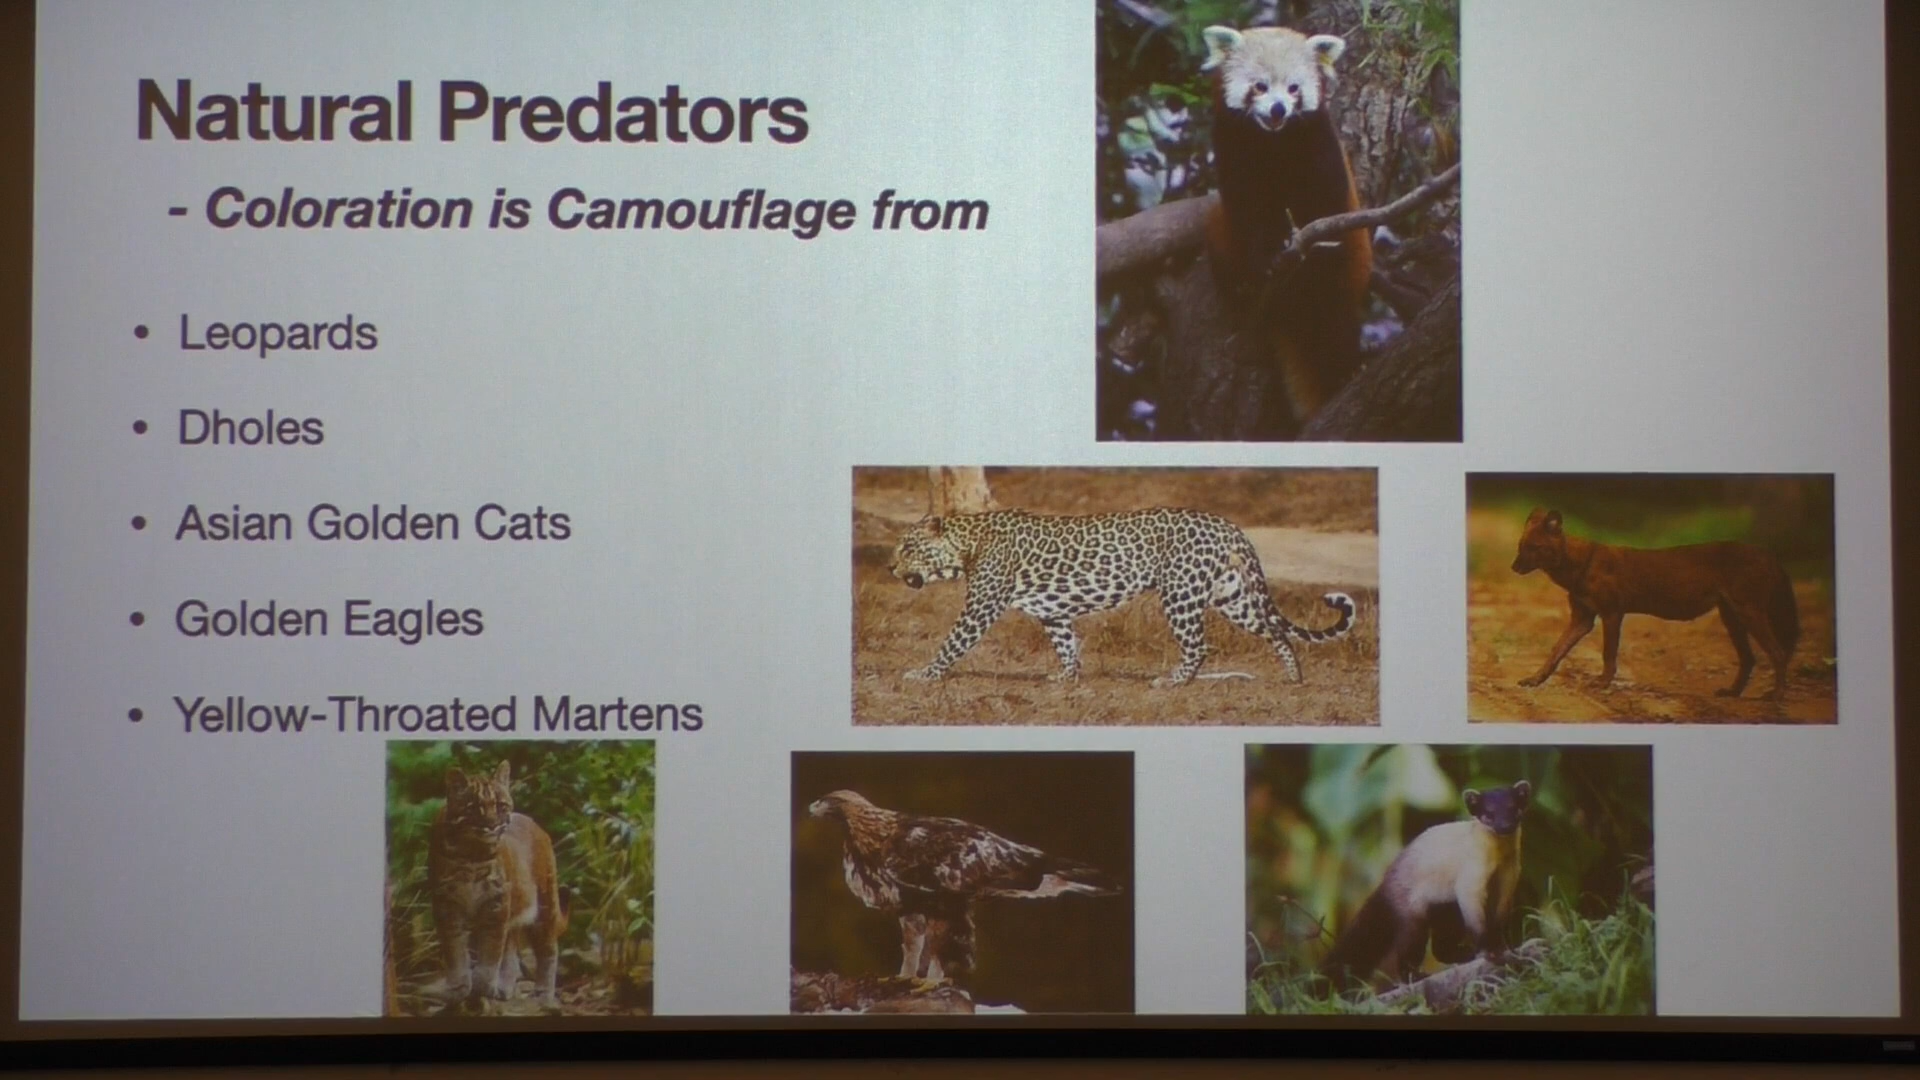 Natural Predators
- Coloration is Camouflage from
• Leopards
• Dholes
• Asian Golden Cats
• Golden Eagles
• Yellow-Throated Martens